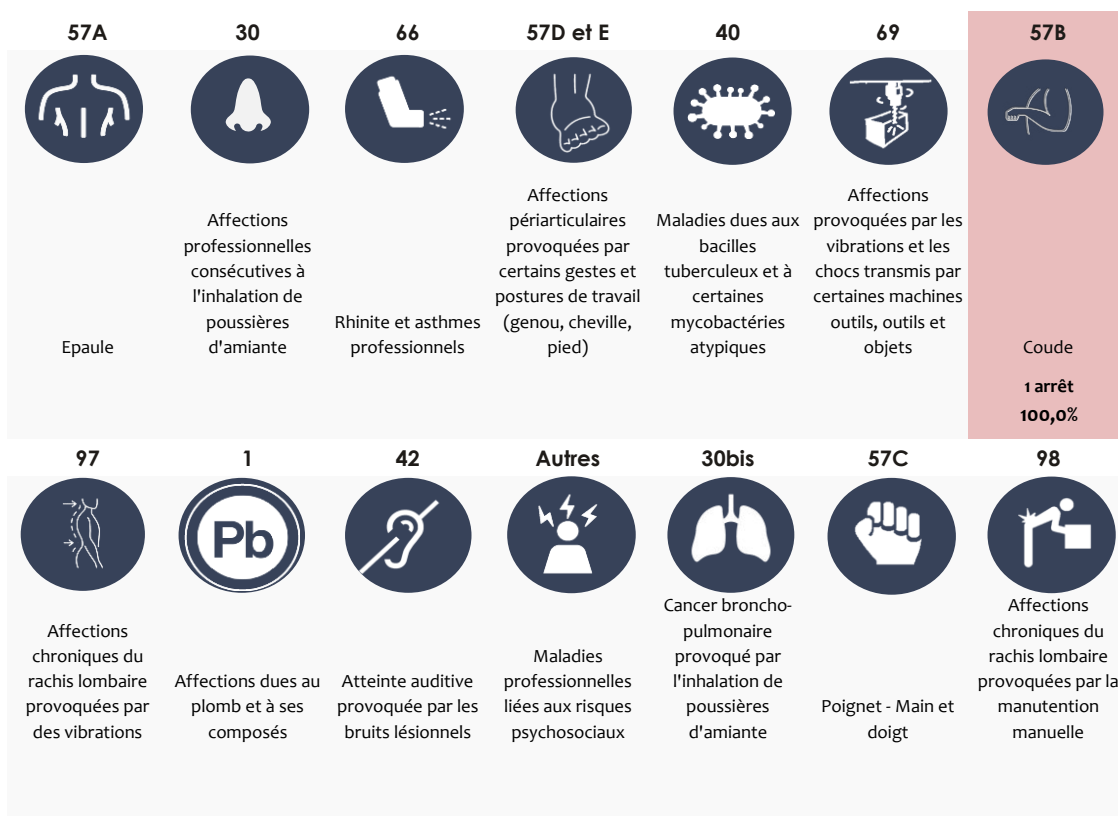 57A
30
66
57D et E
40
69
57B
Epaule
Affections
professionnelles
consécutives à
l'inhalation de
poussières
d'amiante
Rhinite et asthmes
professionnels
Affections
périarticulaires
provoquées par
certains gestes et
postures de travail
(genou, cheville,
pied)
Maladies dues aux
bacilles
tuberculeux et à
certaines
mycobactéries
atypiques
Affections
provoquées par les
vibrations et les
chocs transmis par
certaines machines
outils, outils et
objets
Coude
1 arrêt
100,0%
97
1
42
Autres
30bis
57C
98
Pb
Affections
chroniques du
rachis lombaire
provoquées par
des vibrations
Affections dues au
plomb et à ses
composés
Atteinte auditive
provoquée par les
bruits lésionnels
Maladies
professionnelles
liées aux risques
psychosociaux
Cancer broncho-
pulmonaire
provoqué par
l'inhalation de
poussières
d'amiante
Poignet - Main et
doigt
Affections
chroniques du
rachis lombaire
provoquées par la
manutention
manuelle